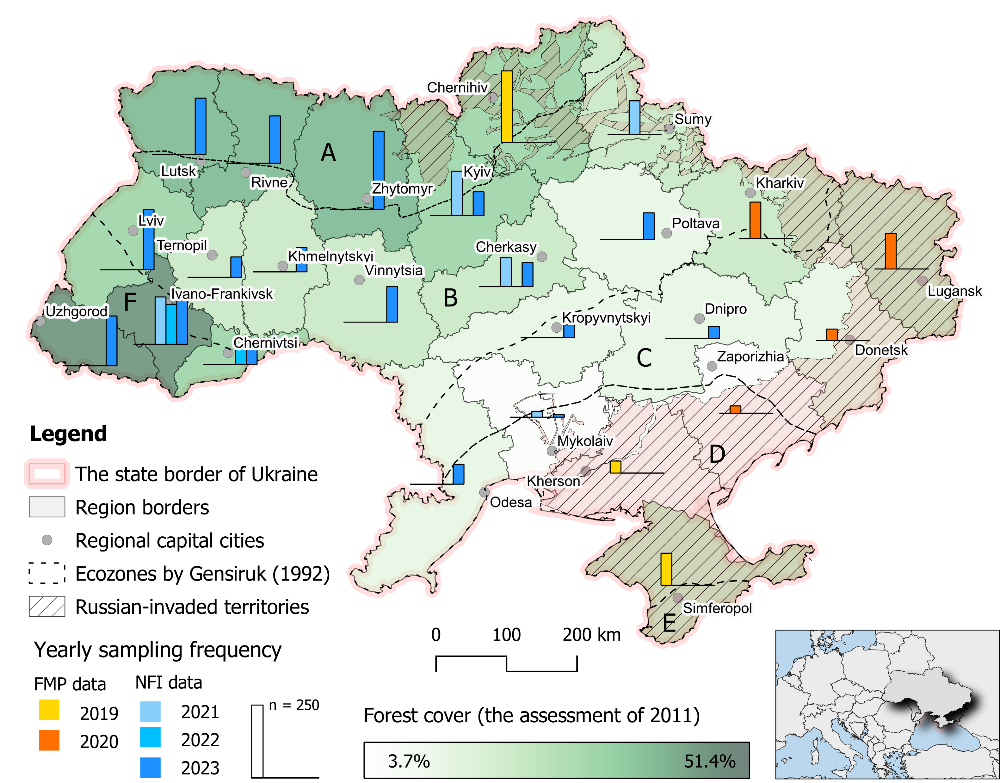 Chernihiv
Sumy
A
Lutsk
Rivne
Kyiv
Zhytomyr
Kharkiv
Lviv
Poltava
Ternopil
Cherkasy
Khmelnytskyi
Vinnytsia
Lugansk
Ivano-Frankivsk
F
B
Uzhgorod
Dnipro
Kropyvnytskyi
Chernivtsi
Donetsk
C
Zaporizhia
Mykolaiv
D
Kherson
Odesa
Simferopol
E
Legend
The state border of Ukraine
Region borders
Regional capital cities
Ecozones by Gensiruk (1992)
Russian-invaded territories
Yearly sampling frequency
FMP data
2019
2020
NFI data
2021
2022
2023
n = 250
0 100 200 km
Forest cover (the assessment of 2011)
3.7% 51.4%